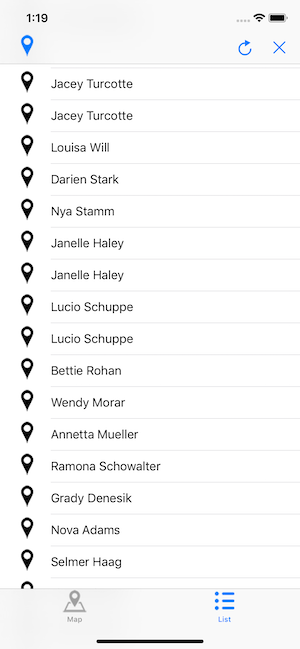 1:19
Jacey Turcotte
Jacey Turcotte
Louisa Will
Darien Stark
Nya Stamm
Janelle Haley
Janelle Haley
Lucio Schuppe
Lucio Schuppe
Bettie Rohan
Wendy Morar
Annetta Mueller
Ramona Schowalter
Grady Denesik
Nova Adams
Selmer Haag
Map
List